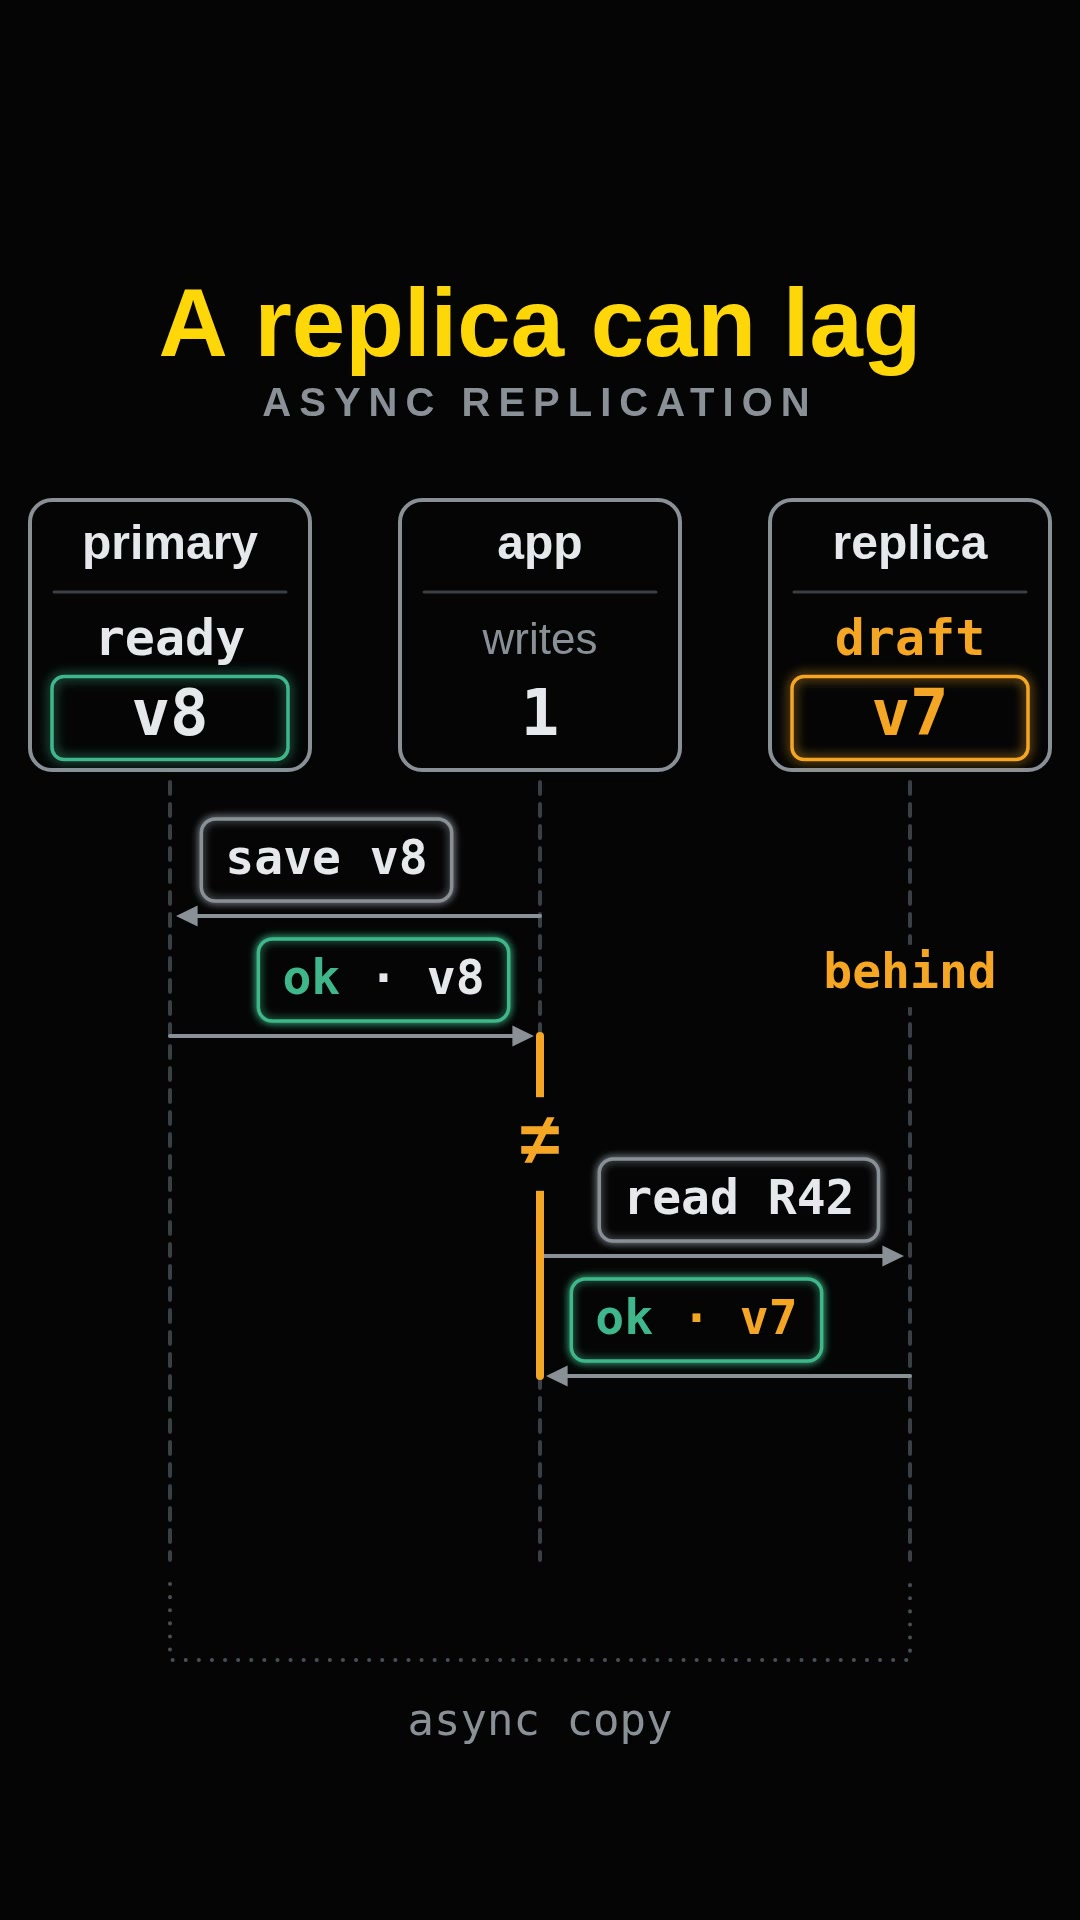 A replica can lag
ASYNC REPLICATION
primary
ready
v8
app
writes
1
replica
draft
v7
save v8
ok · v8
behind
≠
read R42
ok · v7
async copy